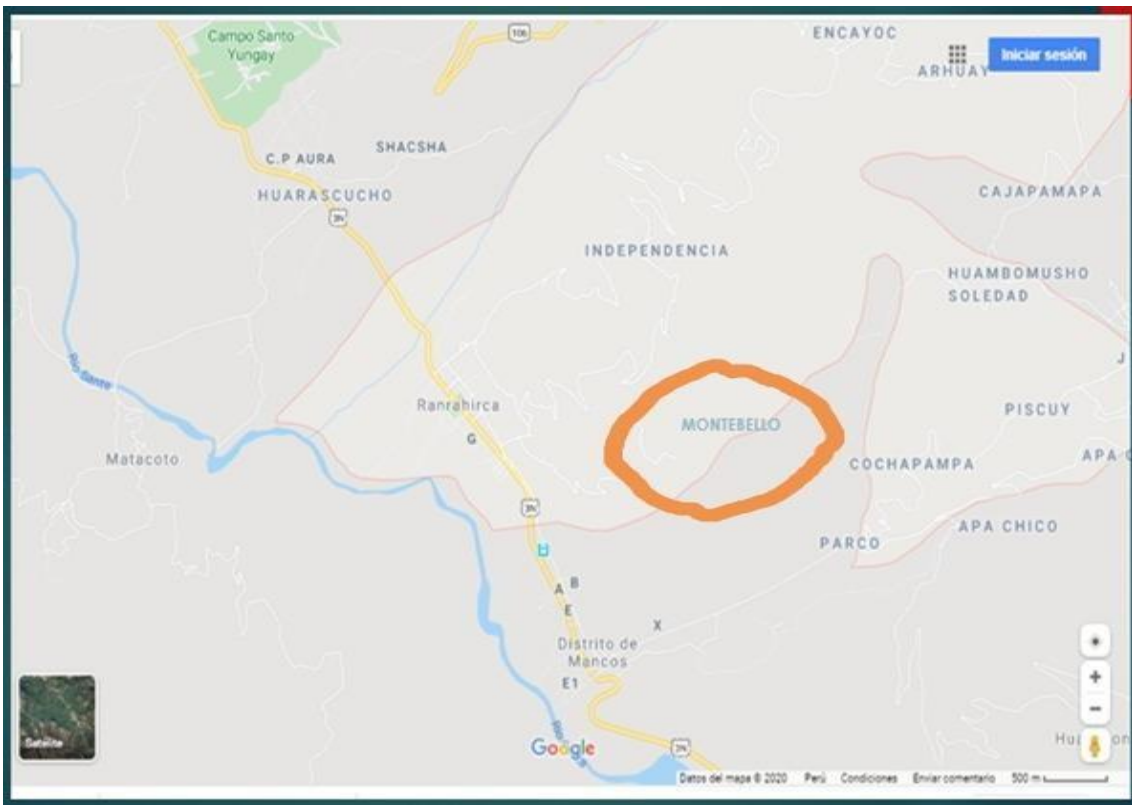 Campo Santo
Yungay
106
ENCAYOC
Iniciar sesión
ARHUAY
SHACSHA
C.P AURA
HUARASCUCHO
3N
CAJAPAMAPA
INDEPENDENCIA
HUAMBOMUSHO
SOLEDAD
J
Río Santa
Ranrahirca
G
MONTEBELLO
PISCUY
Matacoto
COCHAPAMPA
APA C
3N
APA CHICO
PARCO
B
A
E
X
Distrito de
Mancos
E1
Satélite
Google
3N
Datos del mapa © 2020 Perú Condiciones Enviar comentario 500 m